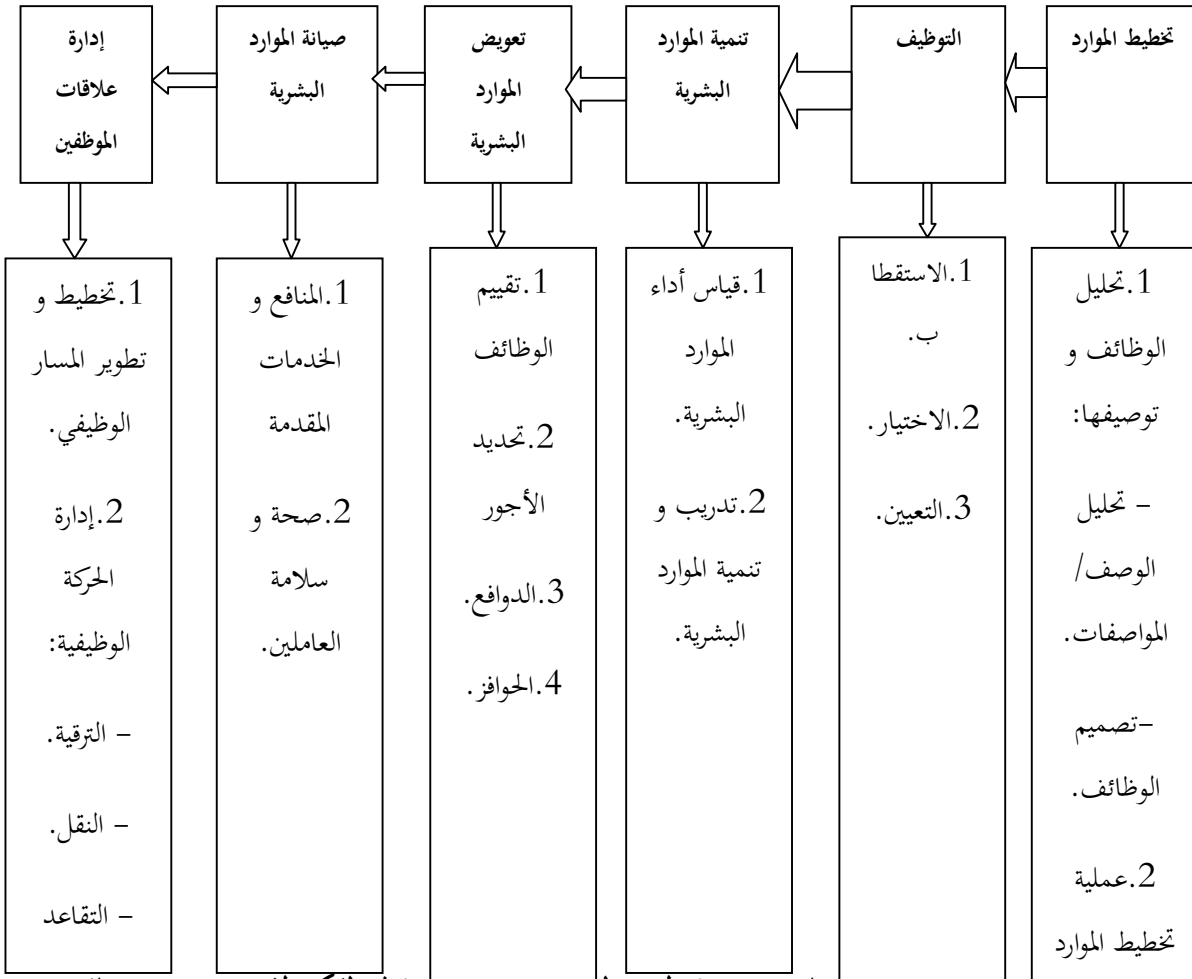 تخطيط الموارد
التوظيف
تنمية الموارد
البشرية
تعويض
الموارد
البشرية
صيانة الموارد
البشرية
إدارة
علاقات
الموظفين
1.تحليل
الوظائف و
توصيفها:
- تحليل
الوصف/
المواصفات.
-تصميم
الوظائف.
2.عملية
تخطيط الموارد
1.الاستقطا
ب.
2.الاختيار.
3.التعيين.
1.قياس أداء
الموارد
البشرية.
2.تدريب و
تنمية الموارد
البشرية.
1.تقييم
الوظائف
2.تحديد
الأجور
3.الدوافع.
4.الحوافز.
1.المنافع و
الخدمات
المقدمة
2.صحة و
سلامة
العاملين.
1.تخطيط و
تطوير المسار
الوظيفي.
2.إدارة
الحركة
الوظيفية:
- الترقية.
- النقل.
- التقاعد